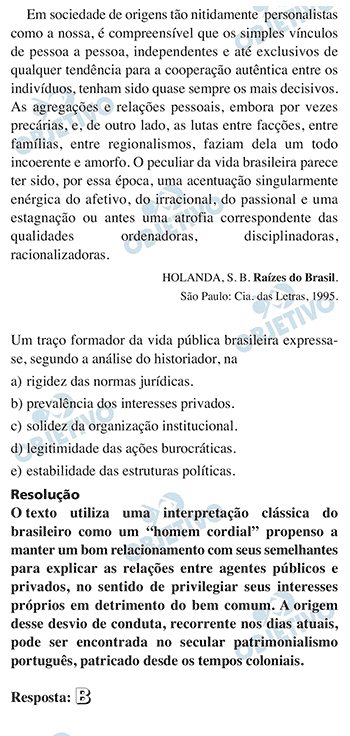 Em sociedade de origens tão nitidamente personalistas
como a nossa, é compreensível que os simples vínculos
de pessoa a pessoa, independentes e até exclusivos de
qualquer tendência para a cooperação autêntica entre os
indivíduos, tenham sido quase sempre os mais decisivos.
As agregações e relações pessoais, embora por vezes
precárias, e, de outro lado, as lutas entre facções, entre
famílias, entre regionalismos, faziam dela um todo
incoerente e amorfo. O peculiar da vida brasileira parece
ter sido, por essa época, uma acentuação singularmente
enérgica do afetivo, do irracional, do passional e uma
estagnação ou antes uma atrofia correspondente das
qualidades ordenadoras, disciplinadoras,
racionalizadoras.
HOLANDA, S. B. Raízes do Brasil.
São Paulo: Cia. das Letras, 1995.
Um traço formador da vida pública brasileira expressa-
se, segundo a análise do historiador, na
a) rigidez das normas jurídicas.
b) prevalência dos interesses privados.
c) solidez da organização institucional.
d) legitimidade das ações burocráticas.
e) estabilidade das estruturas políticas.
Resolução
O texto utiliza uma interpretação clássica do
brasileiro como um “homem cordial” propenso a
manter um bom relacionamento com seus semelhantes
para explicar as relações entre agentes públicos e
privados, no sentido de privilegiar seus interesses
próprios em detrimento do bem comum. A origem
desse desvio de conduta, recorrente nos dias atuais,
pode ser encontrada no secular patrimonialismo
português, patricado desde os tempos coloniais.
Resposta: B
OBJETIVO
OBJETIVO
OBJETIVO
OBJETIVO
OBJETIVO
OBJETIVO
OBJETIVO
OBJETIVO